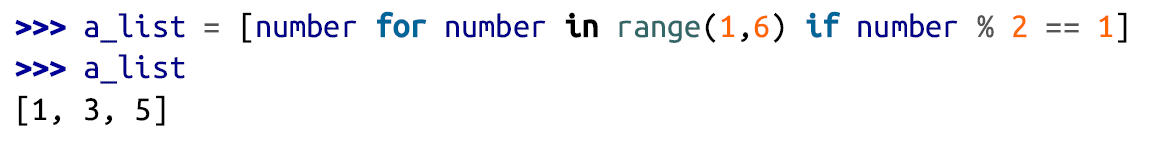 >>> a_list = [number for number in range(1,6) if number % 2 == 1]
>>> a_list
[1, 3, 5]